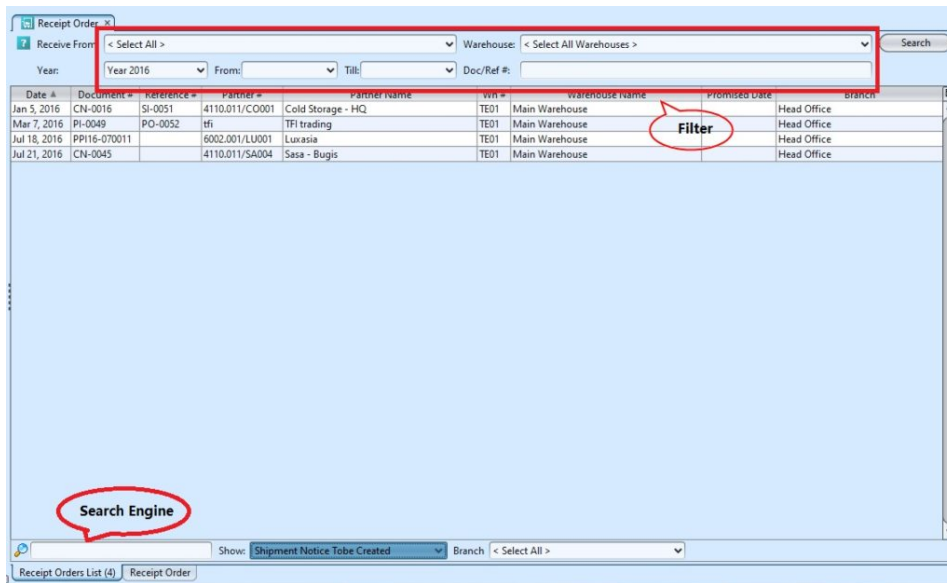 Receipt Order ×
? Receive From: < Select All > Warehouse: < Select All Warehouses > Search
Year: Year 2016 From: Till: Doc/Ref #:
Date Document # Reference # Partner # Partner Name Wh # Warehouse Name Promised Date Branch
Jan 5, 2016 CN-0016 SI-0051 4110.011/CO001 Cold Storage - HQ TE01 Main Warehouse Head Office
Mar 7, 2016 PI-0049 PO-0052 tfi TFI trading TE01 Main Warehouse Head Office
Jul 18, 2016 PPI16-070011 6002.001/LU001 Luxasia TE01 Main Warehouse Head Office
Jul 21, 2016 CN-0045 4110.011/SA004 Sasa - Bugis TE01 Main Warehouse Head Office
Filter
Search Engine
Show: Shipment Notice Tobe Created Branch < Select All >
Receipt Orders List (4) Receipt Order